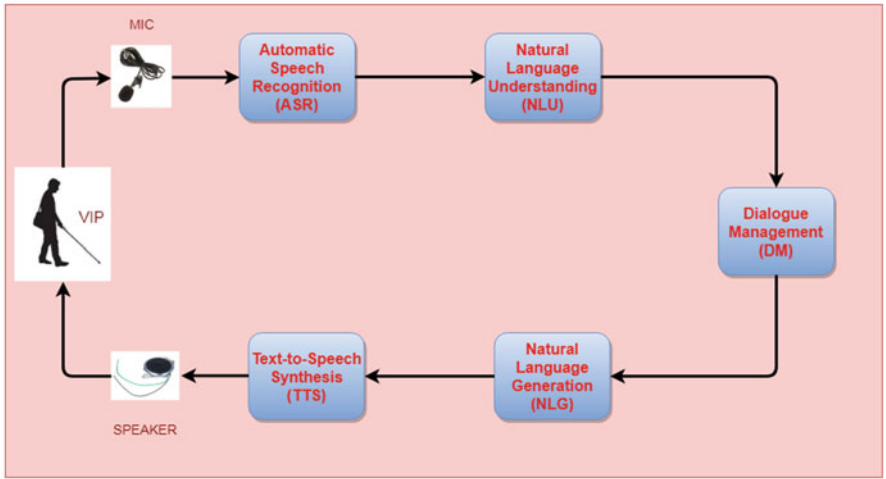 MIC
Automatic
Speech
Recognition
(ASR)
Natural
Language
Understanding
(NLU)
VIP
Dialogue
Management
(DM)
Natural
Language
Generation
(NLG)
Text-to-Speech
Synthesis
(TTS)
SPEAKER